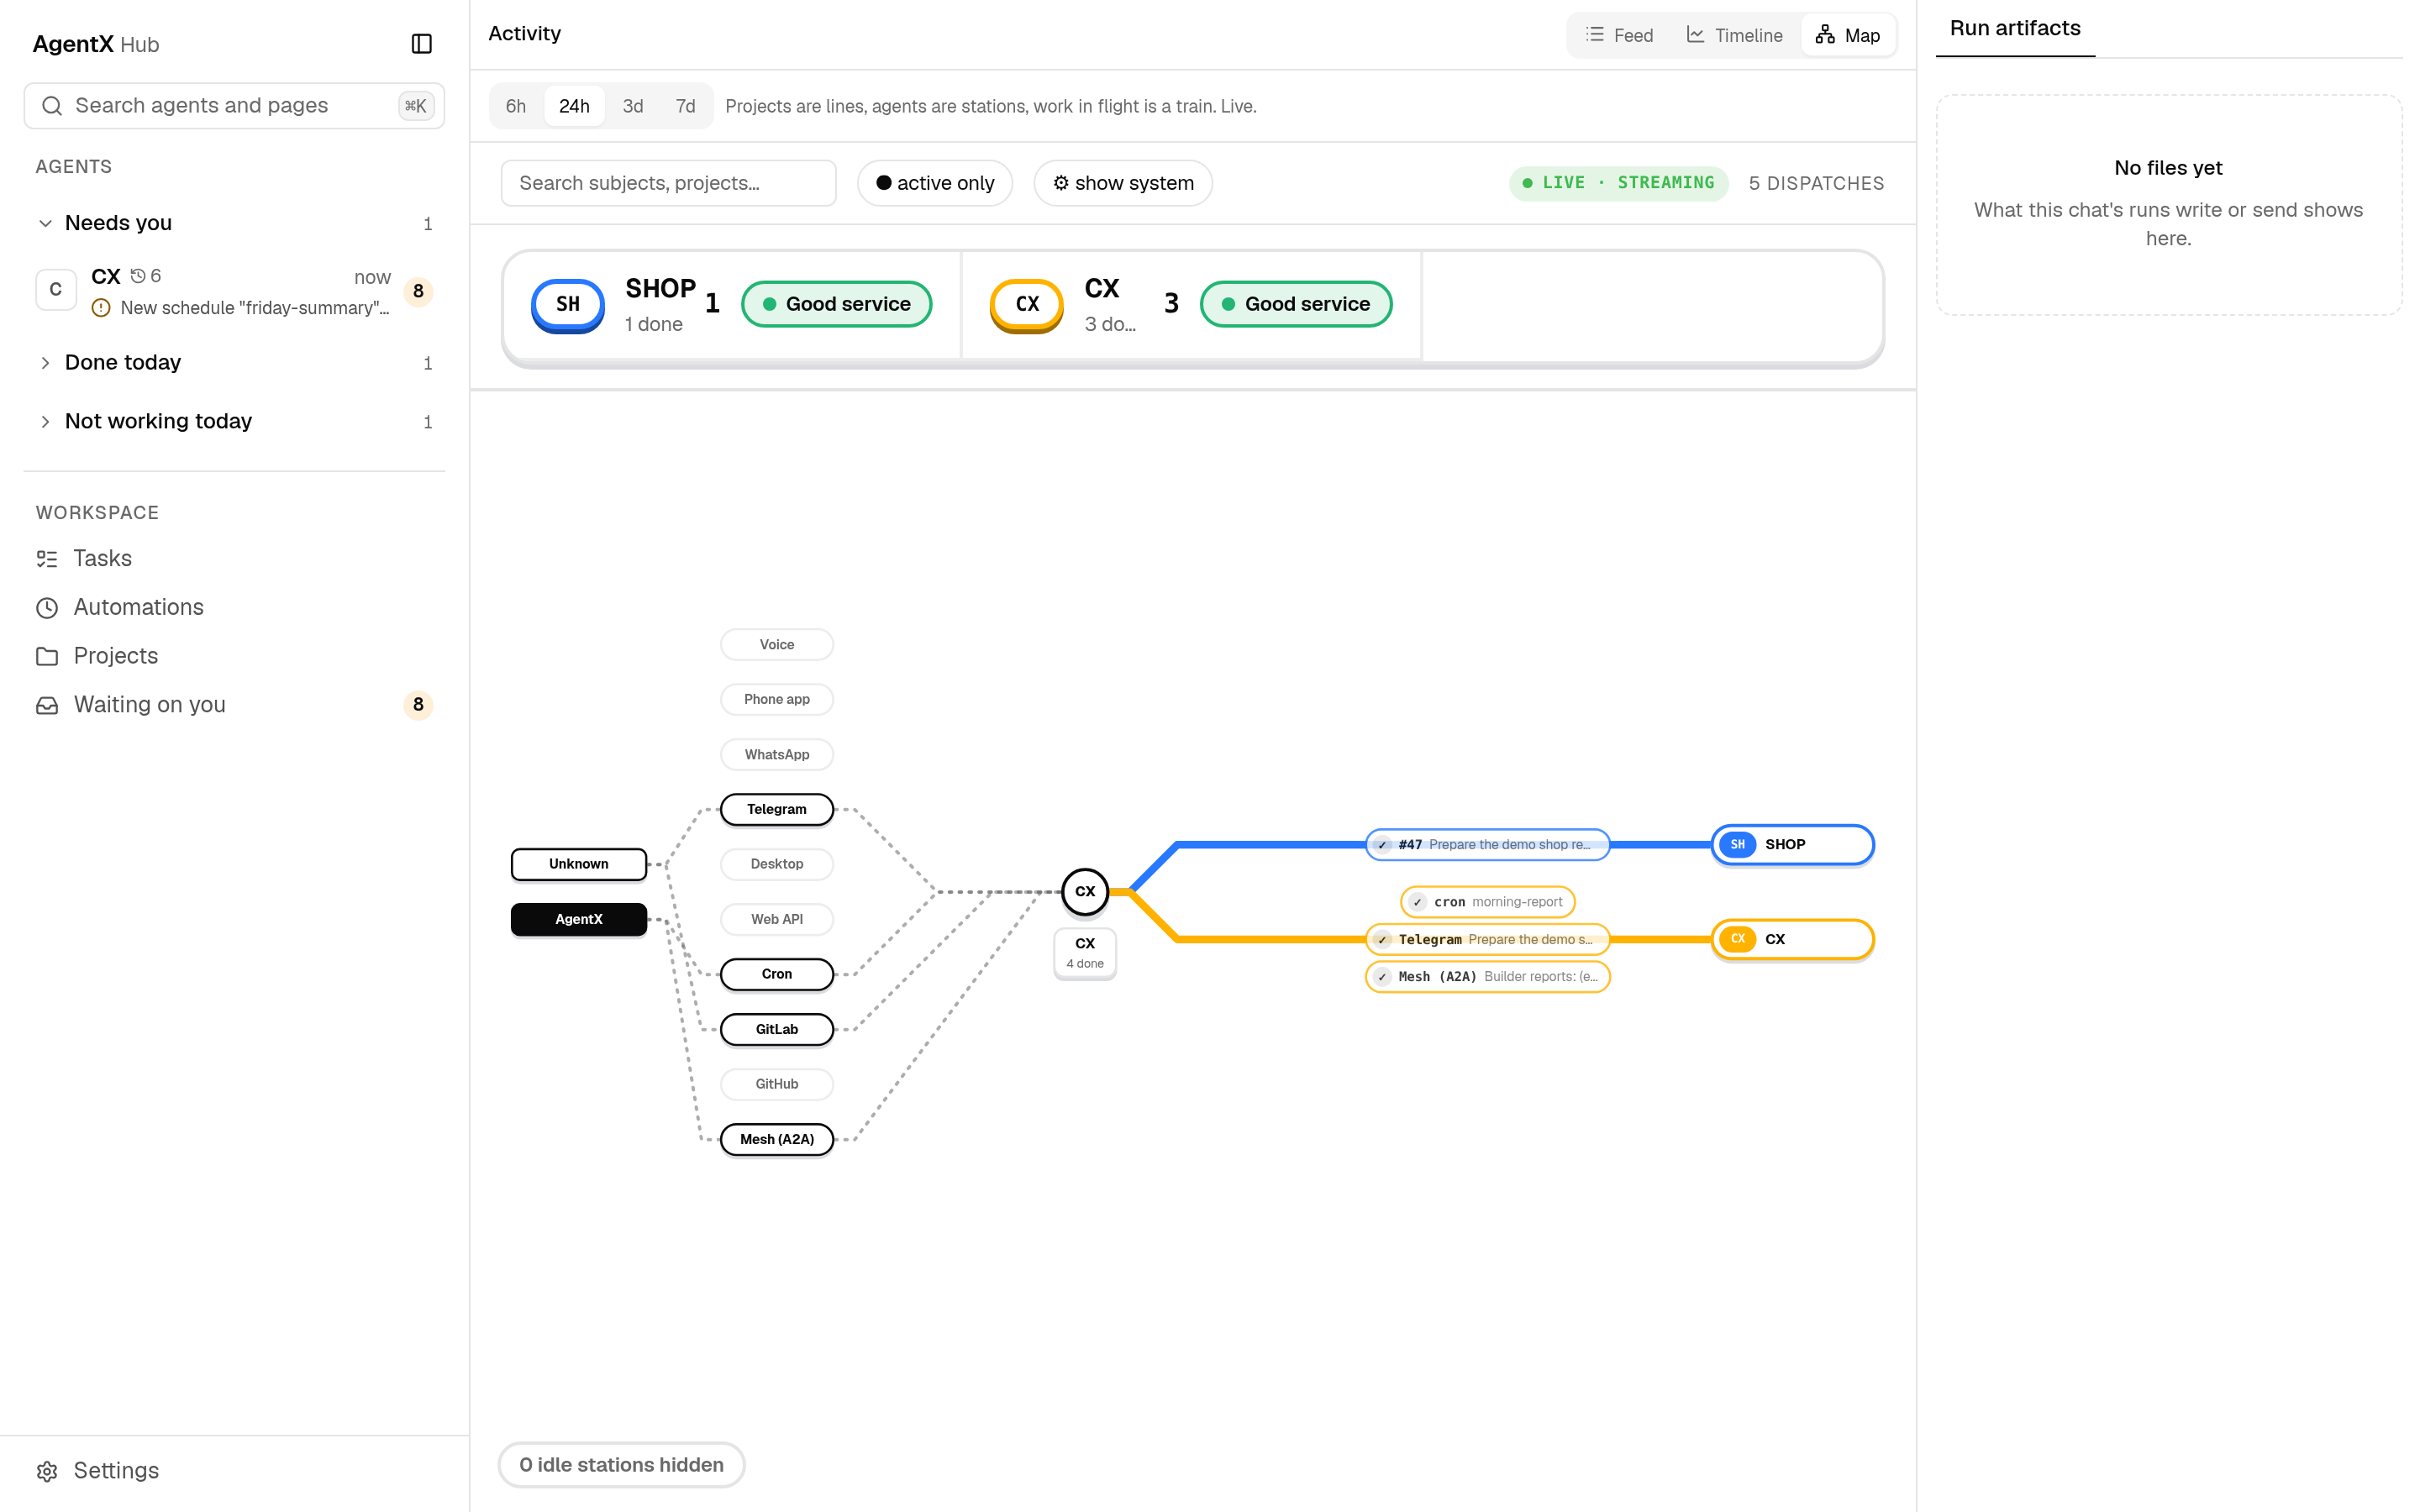 AgentX Hub
Search agents and pages ⌘K
AGENTS
Needs you 1
C
CX 6 now
New schedule "friday-summary"… 8
Done today 1
Not working today 1
WORKSPACE
Tasks
Automations
Projects
Waiting on you 8
Settings
Activity
Feed
Timeline
Map
6h 24h 3d 7d
Projects are lines, agents are stations, work in flight is a train. Live.
Search subjects, projects…
active only
⚙ show system
LIVE · STREAMING
5 DISPATCHES
SH
SHOP
1 done
1
Good service
CX
CX
3 do…
3
Good service
Voice
Phone app
WhatsApp
Telegram
Desktop
Web API
Cron
GitLab
GitHub
Mesh (A2A)
Unknown
AgentX
CX
CX
4 done
✓ #47 Prepare the demo shop re…
✓ cron morning-report
✓ Telegram Prepare the demo s…
✓ Mesh (A2A) Builder reports: (e…
SH SHOP
CX CX
0 idle stations hidden
Run artifacts
No files yet
What this chat's runs write or send shows
here.